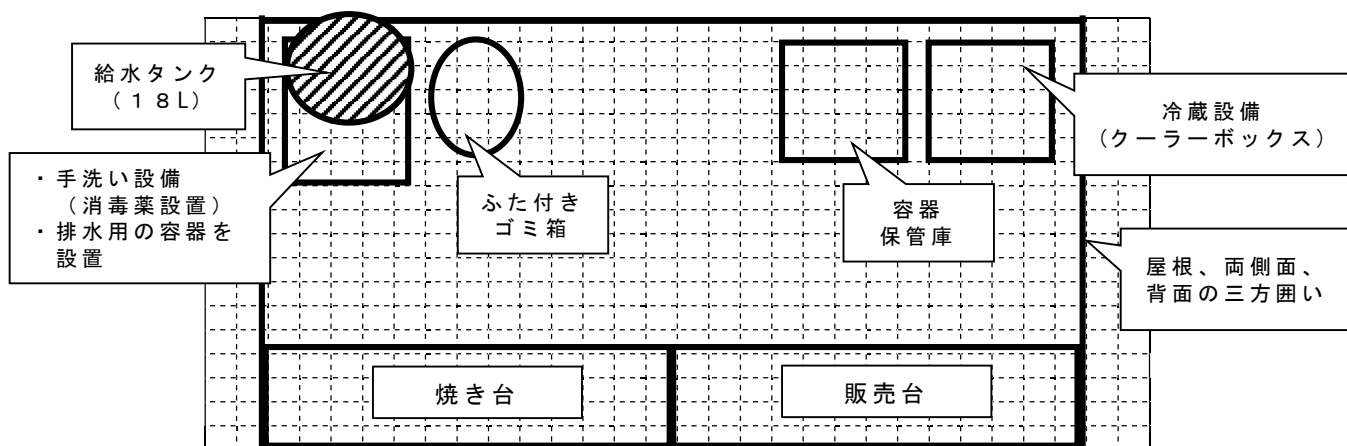 給水タンク
（１８L）
・手洗い設備
（消毒薬設置）
・排水用の容器を
設置
ふた付き
ゴミ箱
容器
保管庫
冷蔵設備
（クーラーボックス）
屋根、両側面、
背面の三方囲い
焼き台
販売台